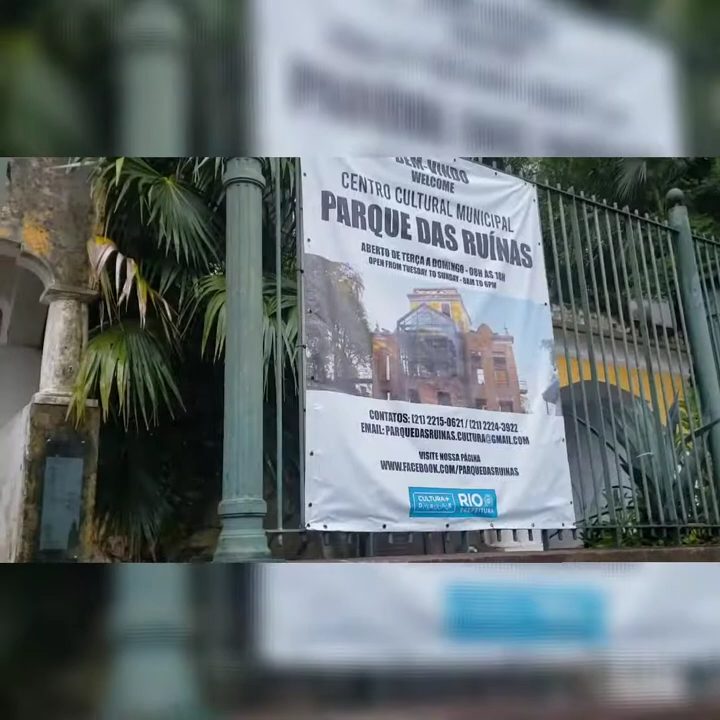 BEM-VINDO
WELCOME
CENTRO CULTURAL MUNICIPAL
PARQUE DAS RUÍNAS
ABERTO DE TERÇA A DOMINGO - 08H ÀS 18H
OPEN FROM TUESDAY TO SUNDAY - 8AM TO 6PM
CONTATOS: (21) 2215-0621 / (21) 2224-3922
EMAIL: PARQUEDASRUINAS.CULTURA@GMAIL.COM
VISITE NOSSA PÁGINA
WWW.FACEBOOK.COM/PARQUEDASRUINAS
CULTURA+
RIO
PREFEITURA